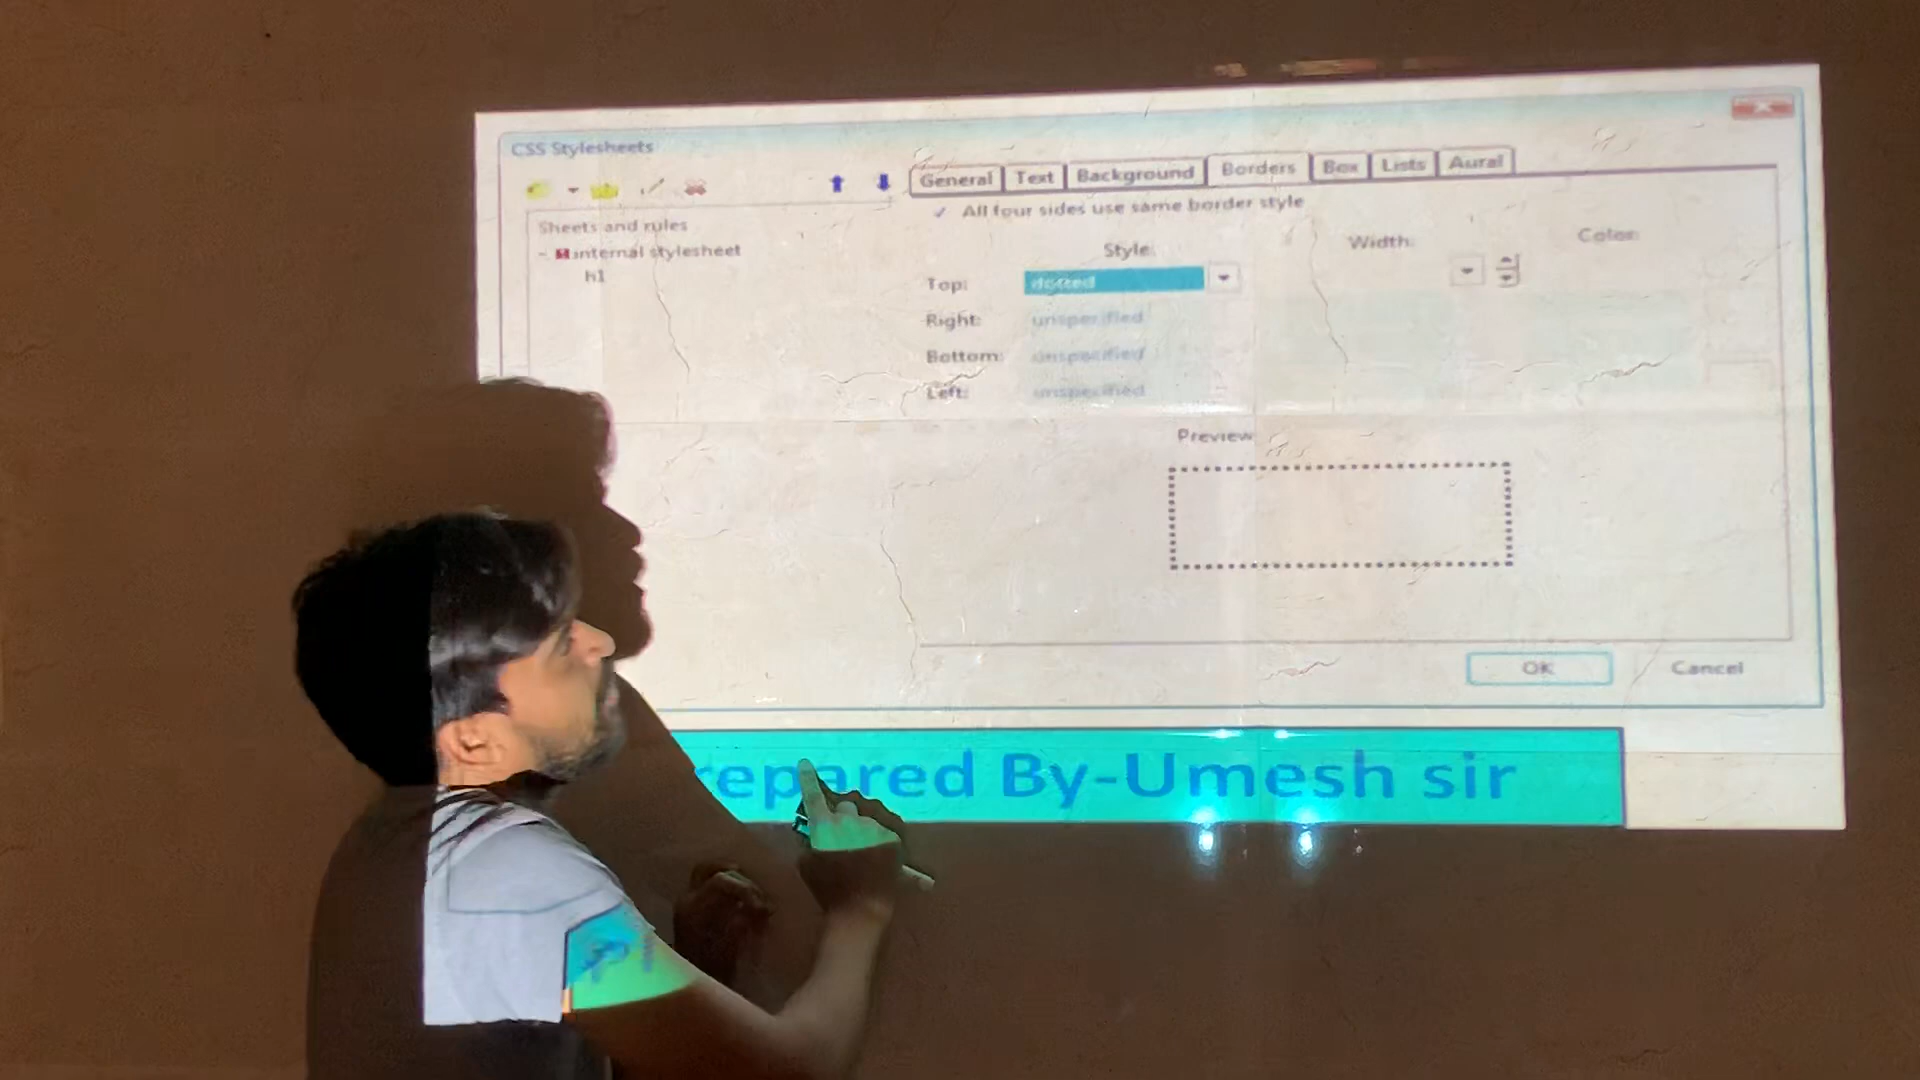 CSS Stylesheets
General Text Background Borders Box Lists Aural
✓ All four sides use same border style
Sheets and rules
internal stylesheet
h1
Style: Width: Color:
Top: dotted
Right: unspecified
Bottom: unspecified
Left: unspecified
Preview
OK Cancel
repared By-Umesh sir